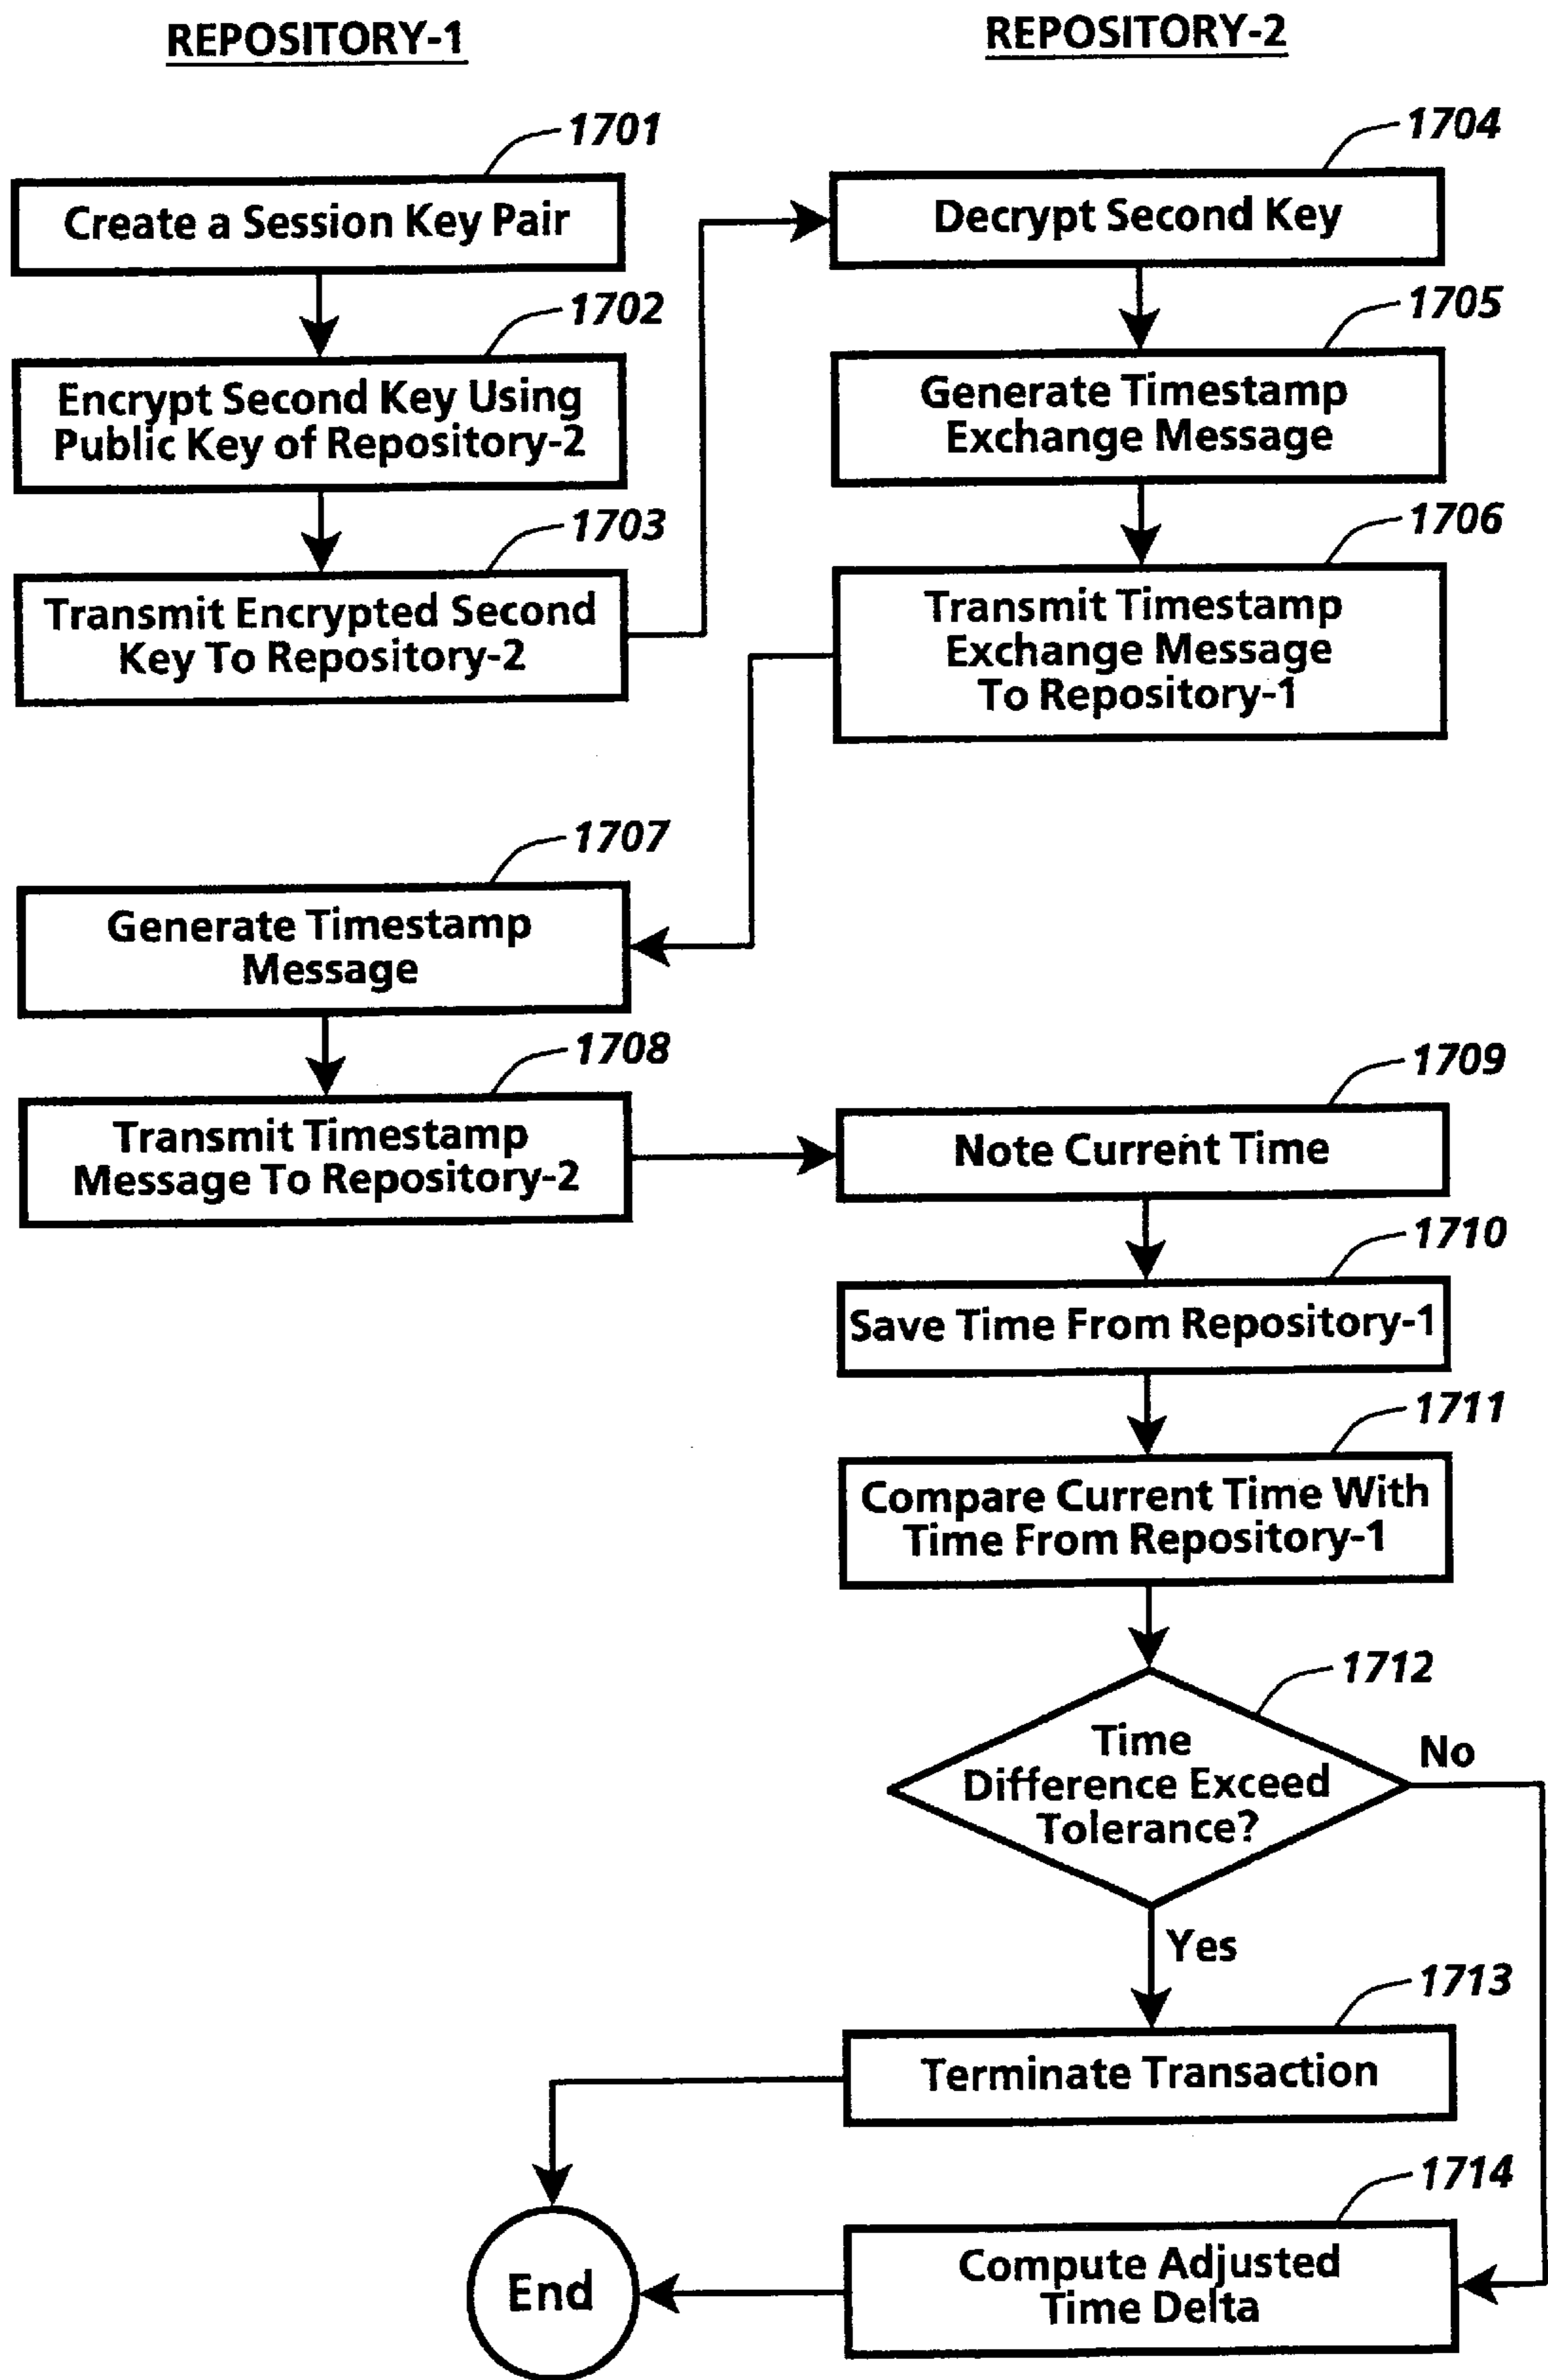 REPOSITORY-1
REPOSITORY-2
1701
Create a Session Key Pair
1702
Encrypt Second Key Using
Public Key of Repository-2
1703
Transmit Encrypted Second
Key To Repository-2
1704
Decrypt Second Key
1705
Generate Timestamp
Exchange Message
1706
Transmit Timestamp
Exchange Message
To Repository-1
1707
Generate Timestamp
Message
1708
Transmit Timestamp
Message To Repository-2
1709
Note Current Time
1710
Save Time From Repository-1
1711
Compare Current Time With
Time From Repository-1
1712
Time
Difference Exceed
Tolerance?
No
Yes
1713
Terminate Transaction
1714
Compute Adjusted
Time Delta
End